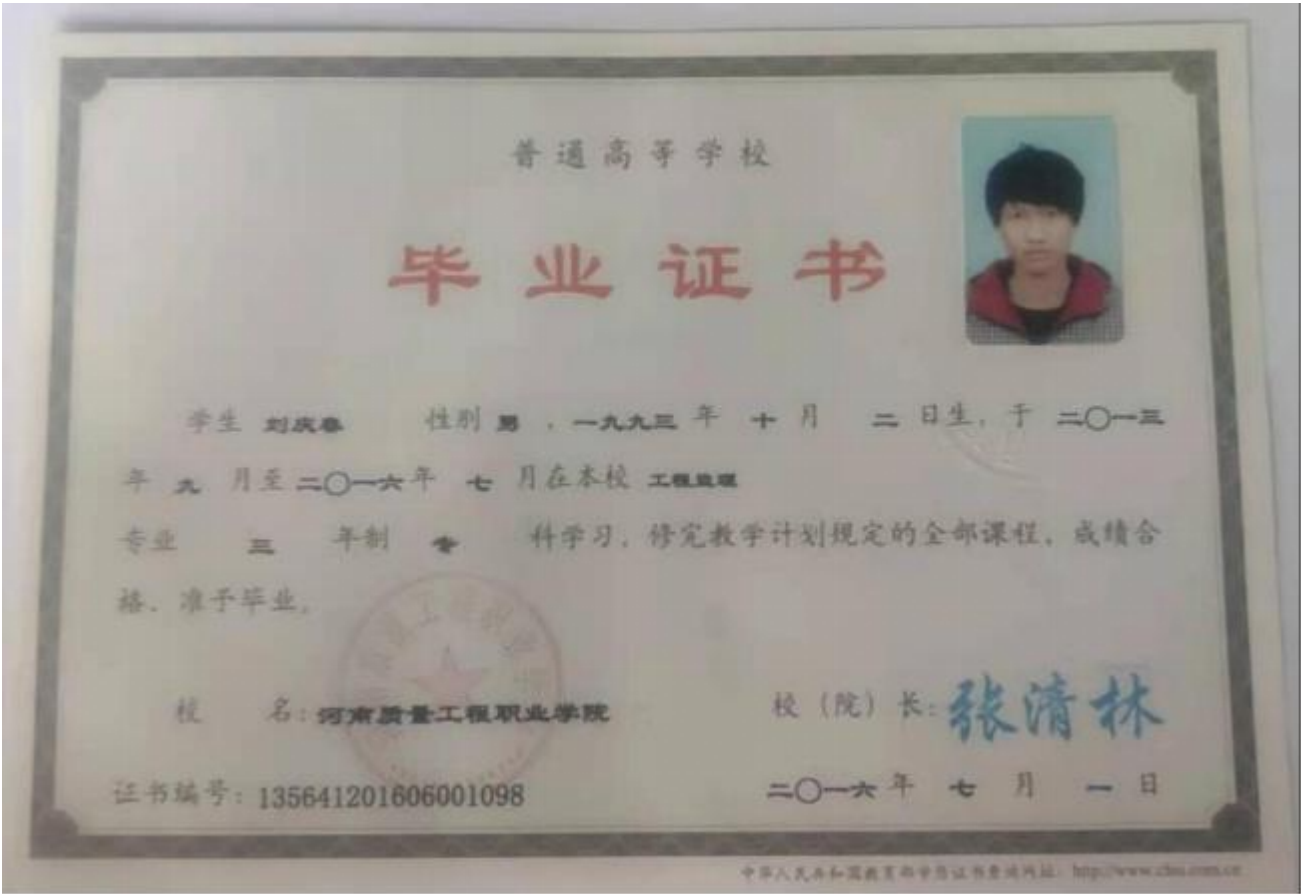 普通高等学校
毕业证书
学生 刘庆春 性别 男 ，一九九三 年 十 月 二 日生，于 二〇一三
年 九 月至 二〇一六 年 七 月在本校 工程监理
专业 三 年制 专 科学习，修完教学计划规定的全部课程，成绩合
格，准予毕业。
校 名：河南质量工程职业学院
校（院）长：张清林
证书编号：135641201606001098
二〇一六 年 七 月 一 日
中华人民共和国教育部学历证书查询网址：http://www.chsi.com.cn